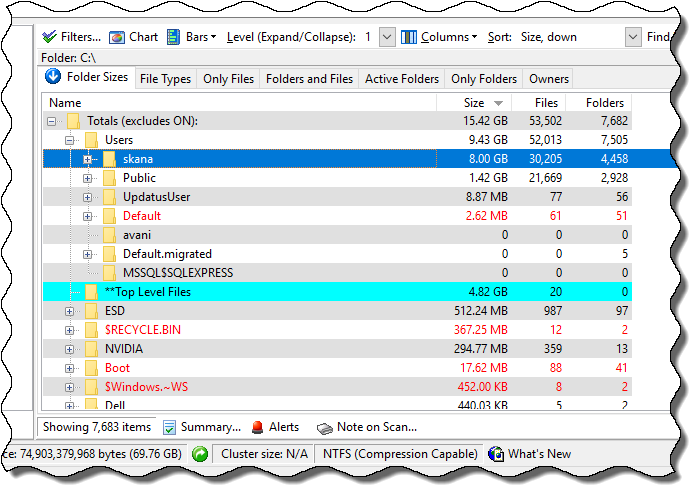 Filters... Chart Bars Level (Expand/Collapse): 1 Columns Sort: Size, down Find
Folder: C:\
Folder Sizes File Types Only Files Folders and Files Active Folders Only Folders Owners
Name Size Files Folders
Totals (excludes ON): 15.42 GB 53,502 7,682
Users 9.43 GB 52,013 7,505
skana 8.00 GB 30,205 4,458
Public 1.42 GB 21,669 2,928
UpdatusUser 8.87 MB 77 56
Default 2.62 MB 61 51
avani 0 0 0
Default.migrated 0 0 5
MSSQL$SQLEXPRESS 0 0 0
**Top Level Files 4.82 GB 20 0
ESD 512.24 MB 987 97
$RECYCLE.BIN 367.25 MB 12 2
NVIDIA 294.77 MB 359 13
Boot 17.62 MB 88 41
$Windows.~WS 452.00 KB 8 2
Dell 440.03 KB 5 2
Showing 7,683 items Summary... Alerts Note on Scan...
ce: 74,903,379,968 bytes (69.76 GB) Cluster size: N/A NTFS (Compression Capable) What's New